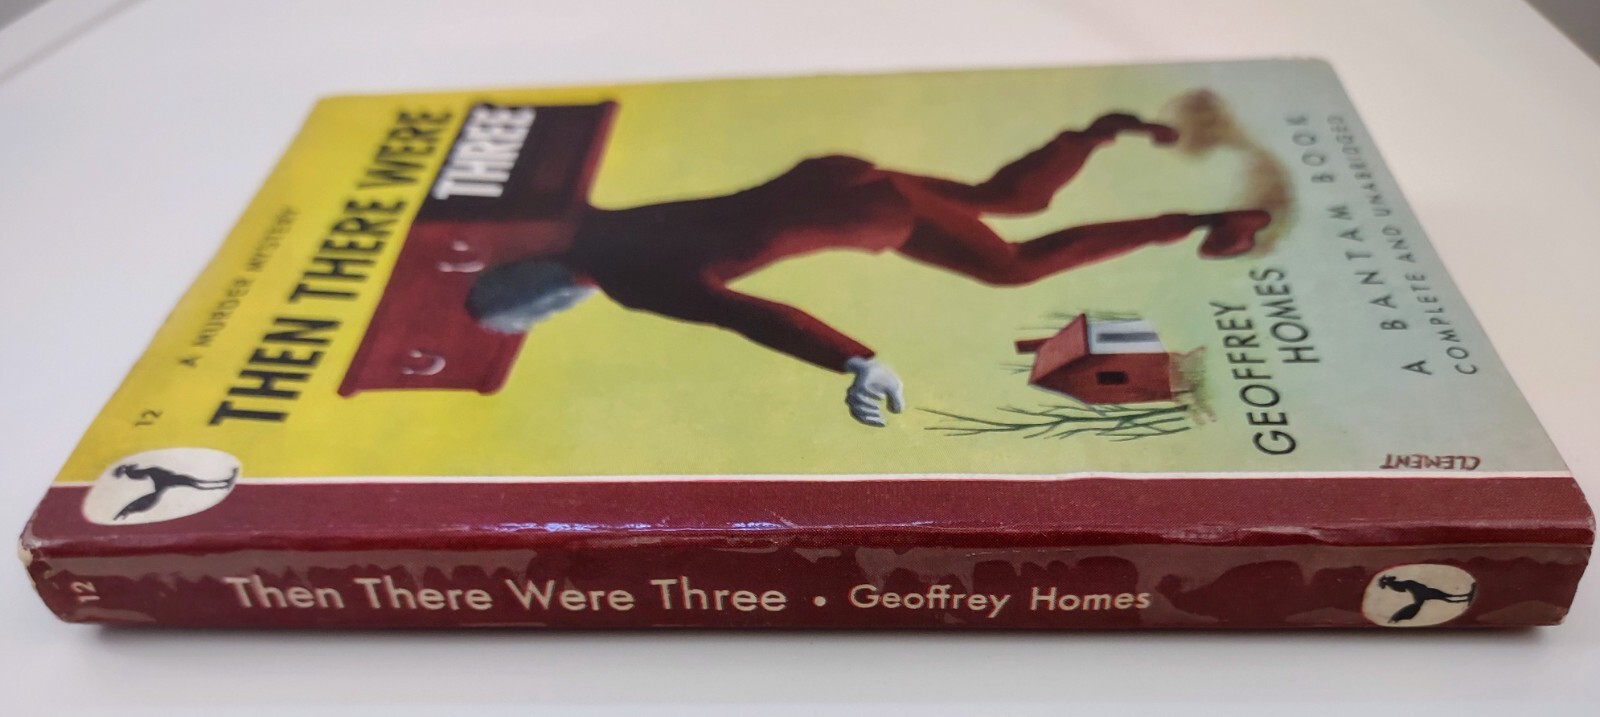 A MURDER MYSTERY
12
THEN THERE WERE
THREE
GEOFFREY
HOMES
A BANTAM BOOK
COMPLETE AND UNABRIDGED
CLEMENT
12
Then There Were Three • Geoffrey Homes